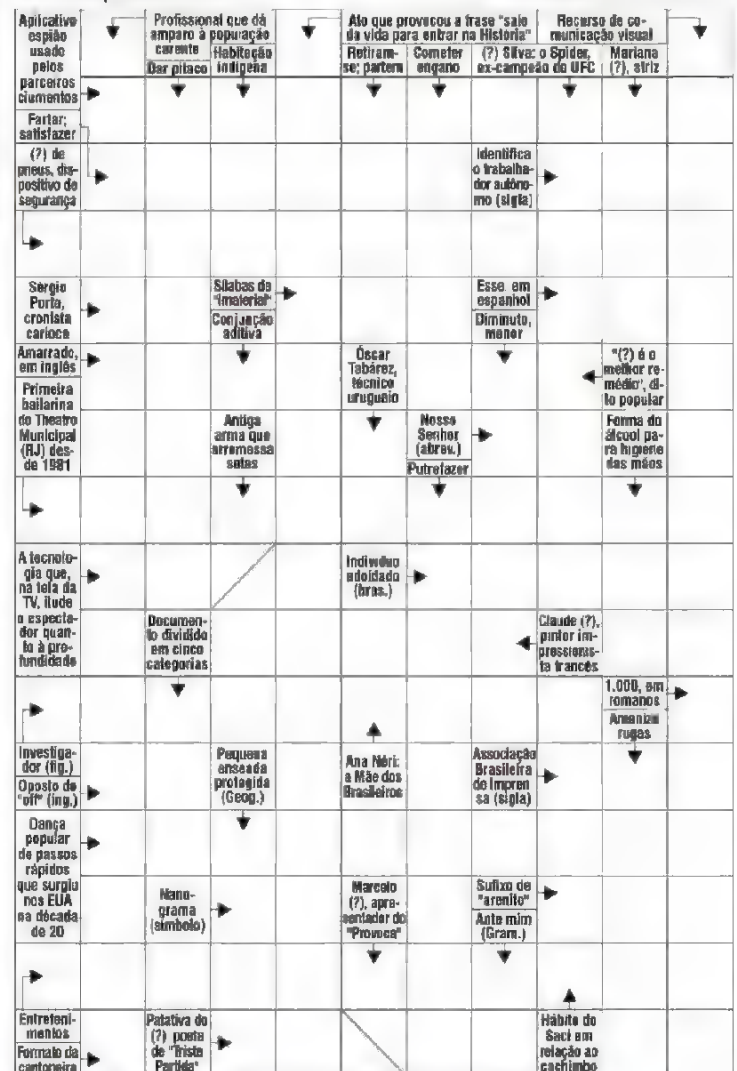 Aplicativo
espião
usado
pelos
parceiros
ciumentos
Profissional que dá
amparo à população
carente
Dar pitaco
Habitação
indígena
Ato que provocou a frase "saio
da vida para entrar na História"
Retiram-
se; partem
Cometer
engano
Recurso de co-
municação visual
(?) Silva: o Spider,
ex-campeão do UFC
Mariana
(?), atriz
Fartar;
satisfazer
(?) de
pneus, dis-
positivo de
segurança
Identifica
o trabalha-
dor autôno-
mo (sigla)
Sérgio
Porto,
cronista
carioca
Sílabas de
"imaterial"
Conjunção
aditiva
Esse, em
espanhol
Diminuto,
menor
Amarrado,
em inglês
Óscar
Tabárez,
técnico
uruguaio
"(?) é o
melhor re-
médio", di-
to popular
Primeira
bailarina
do Theatro
Municipal
(RJ) des-
de 1981
Antiga
arma que
arremessa
setas
Nosso
Senhor
(abrev.)
Putrefazer
Forma do
álcool pa-
ra higiene
das mãos
A tecnolo-
gia que,
na tela da
TV, ilude
o especta-
dor quan-
to à pro-
fundidade
Indivíduo
adoidado
(bras.)
Documen-
to dividido
em cinco
categorias
Claude (?),
pintor im-
pressionis-
ta francês
1.000, em
romanos
Ameniza
rugas
Investiga-
dor (fig.)
Oposto de
"off" (ing.)
Pequena
enseada
protegida
(Geog.)
Ana Néri:
a Mãe dos
Brasileiros
Associação
Brasileira
de Impren-
sa (sigla)
Dança
popular
de passos
rápidos
que surgiu
nos EUA
na década
de 20
Nano-
grama
(símbolo)
Marcelo
(?), apre-
sentador do
"Provoca"
Sufixo de
"arenito"
Ante mim
(Gram.)
Entreteni-
mentos
Formato da
cantoneira
Patativa do
(?) poeta
de "Triste
Partida"
Hábito do
Saci em
relação ao
cachimbo